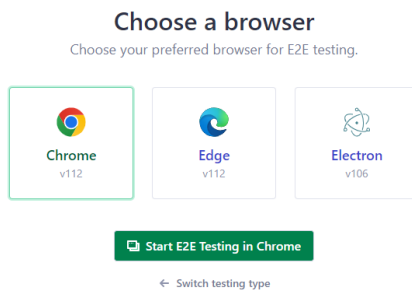 Choose a browser
Choose your preferred browser for E2E testing.
Chrome
v112
Edge
v112
Electron
v106
Start E2E Testing in Chrome
← Switch testing type